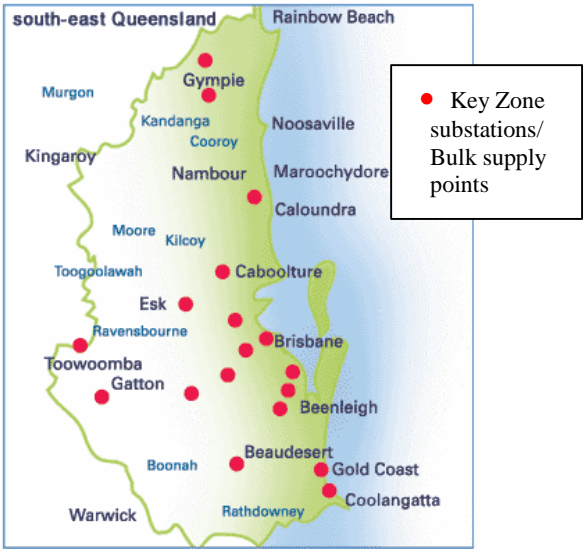 south-east Queensland
Rainbow Beach
Gympie
Murgon
Kandanga
Noosaville
Cooroy
Kingaroy
Nambour
Maroochydore
Caloundra
Moore
Kilcoy
Toogoolawah
Caboolture
Esk
Ravensbourne
Brisbane
Toowoomba
Gatton
Beenleigh
Beaudesert
Boonah
Gold Coast
Coolangatta
Rathdowney
Warwick
Key Zone
substations/
Bulk supply
points